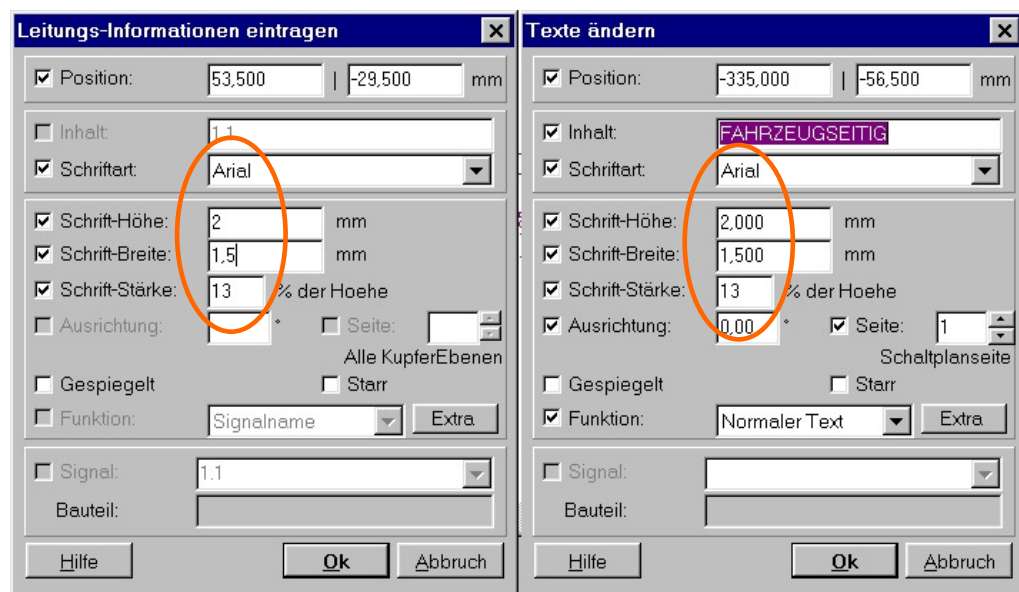 Leitungs-Informationen eintragen
Position: 53,500 | -29,500 mm
Inhalt: 1.1
Schriftart: Arial
Schrift-Höhe: 2 mm
Schrift-Breite: 1,5 mm
Schrift-Stärke: 13 % der Hoehe
Ausrichtung: ° Seite:
Alle KupferEbenen
Gespiegelt Starr
Funktion: Signalname Extra
Signal: 1.1
Bauteil:
Hilfe Ok Abbruch
Texte ändern
Position: -335,000 | -56,500 mm
Inhalt: FAHRZEUGSEITIG
Schriftart: Arial
Schrift-Höhe: 2,000 mm
Schrift-Breite: 1,500 mm
Schrift-Stärke: 13 % der Hoehe
Ausrichtung: 0,00 ° Seite: 1
Schaltplanseite
Gespiegelt Starr
Funktion: Normaler Text Extra
Signal:
Bauteil:
Hilfe Ok Abbruch